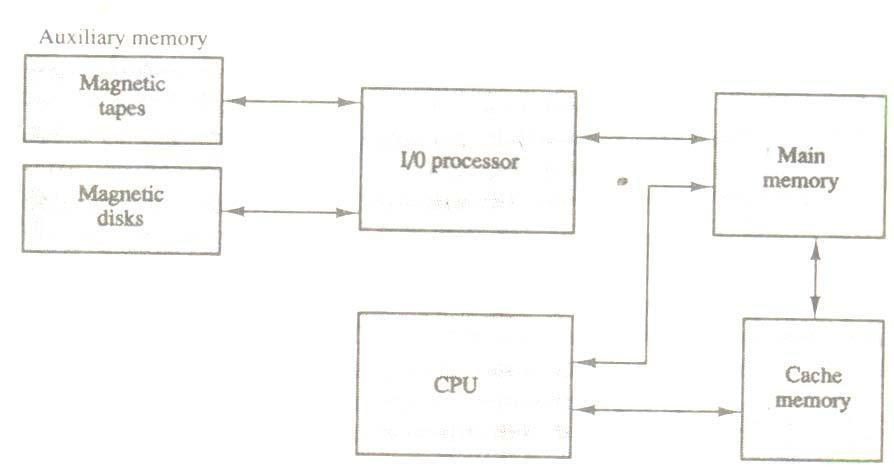 Auxiliary memory
Magnetic
tapes
I/0 processor
Main
memory
Magnetic
disks
CPU
Cache
memory